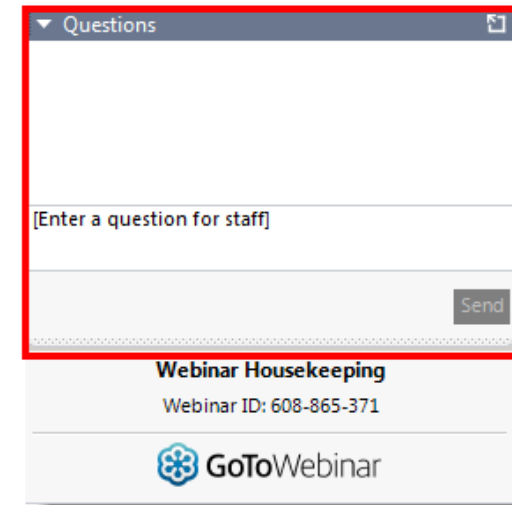 Questions
[Enter a question for staff]
Send
Webinar Housekeeping
Webinar ID: 608-865-371
GoToWebinar